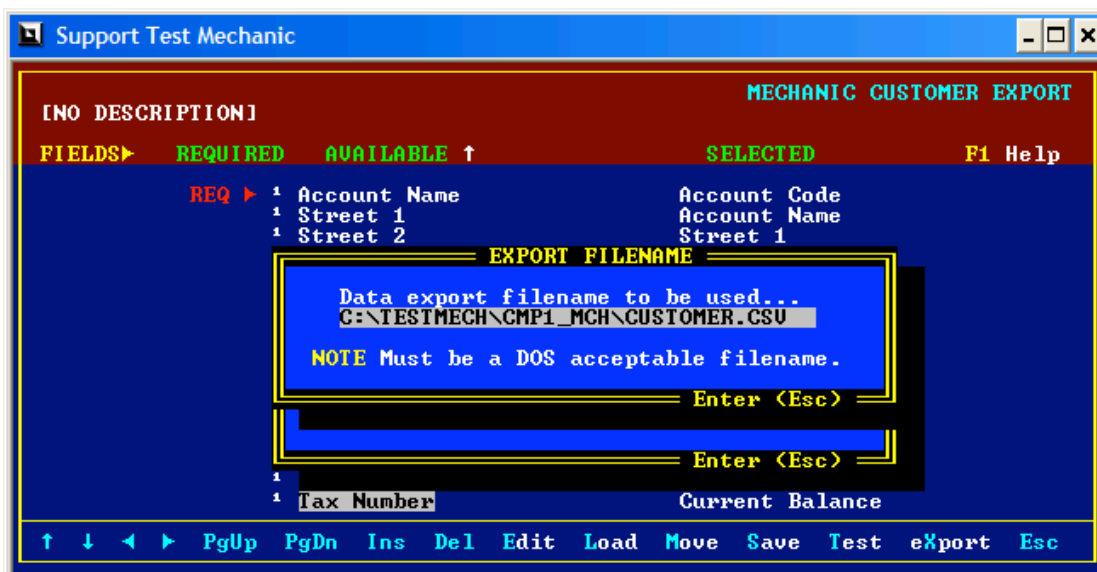 Support Test Mechanic
MECHANIC CUSTOMER EXPORT
[NO DESCRIPTION]
FIELDS► REQUIRED AVAILABLE ↑ SELECTED F1 Help
REQ ► ¹ Account Name Account Code
¹ Street 1 Account Name
¹ Street 2 Street 1
EXPORT FILENAME
Data export filename to be used...
C:\TESTMECH\CMP1_MCH\CUSTOMER.CSV
NOTE Must be a DOS acceptable filename.
Enter (Esc)
Enter (Esc)
¹
¹ Tax Number Current Balance
↑ ↓ ◄ ► PgUp PgDn Ins Del Edit Load Move Save Test eXport Esc